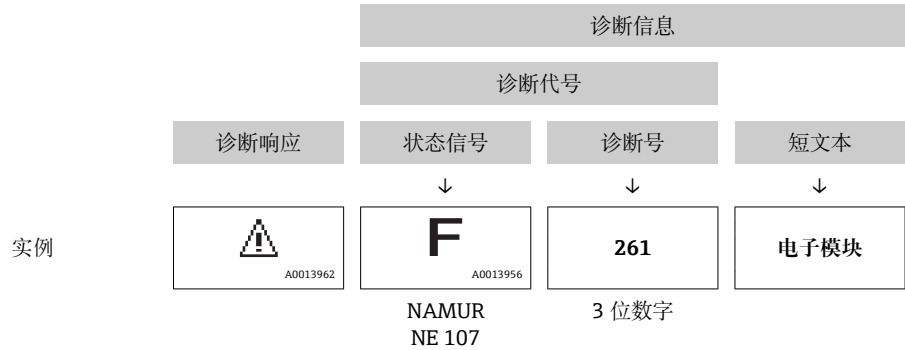 诊断信息
诊断代号
诊断响应 状态信号 诊断号 短文本
↓ ↓ ↓
实例 F 261 电子模块
A0013962 A0013956
NAMUR 3 位数字
NE 107